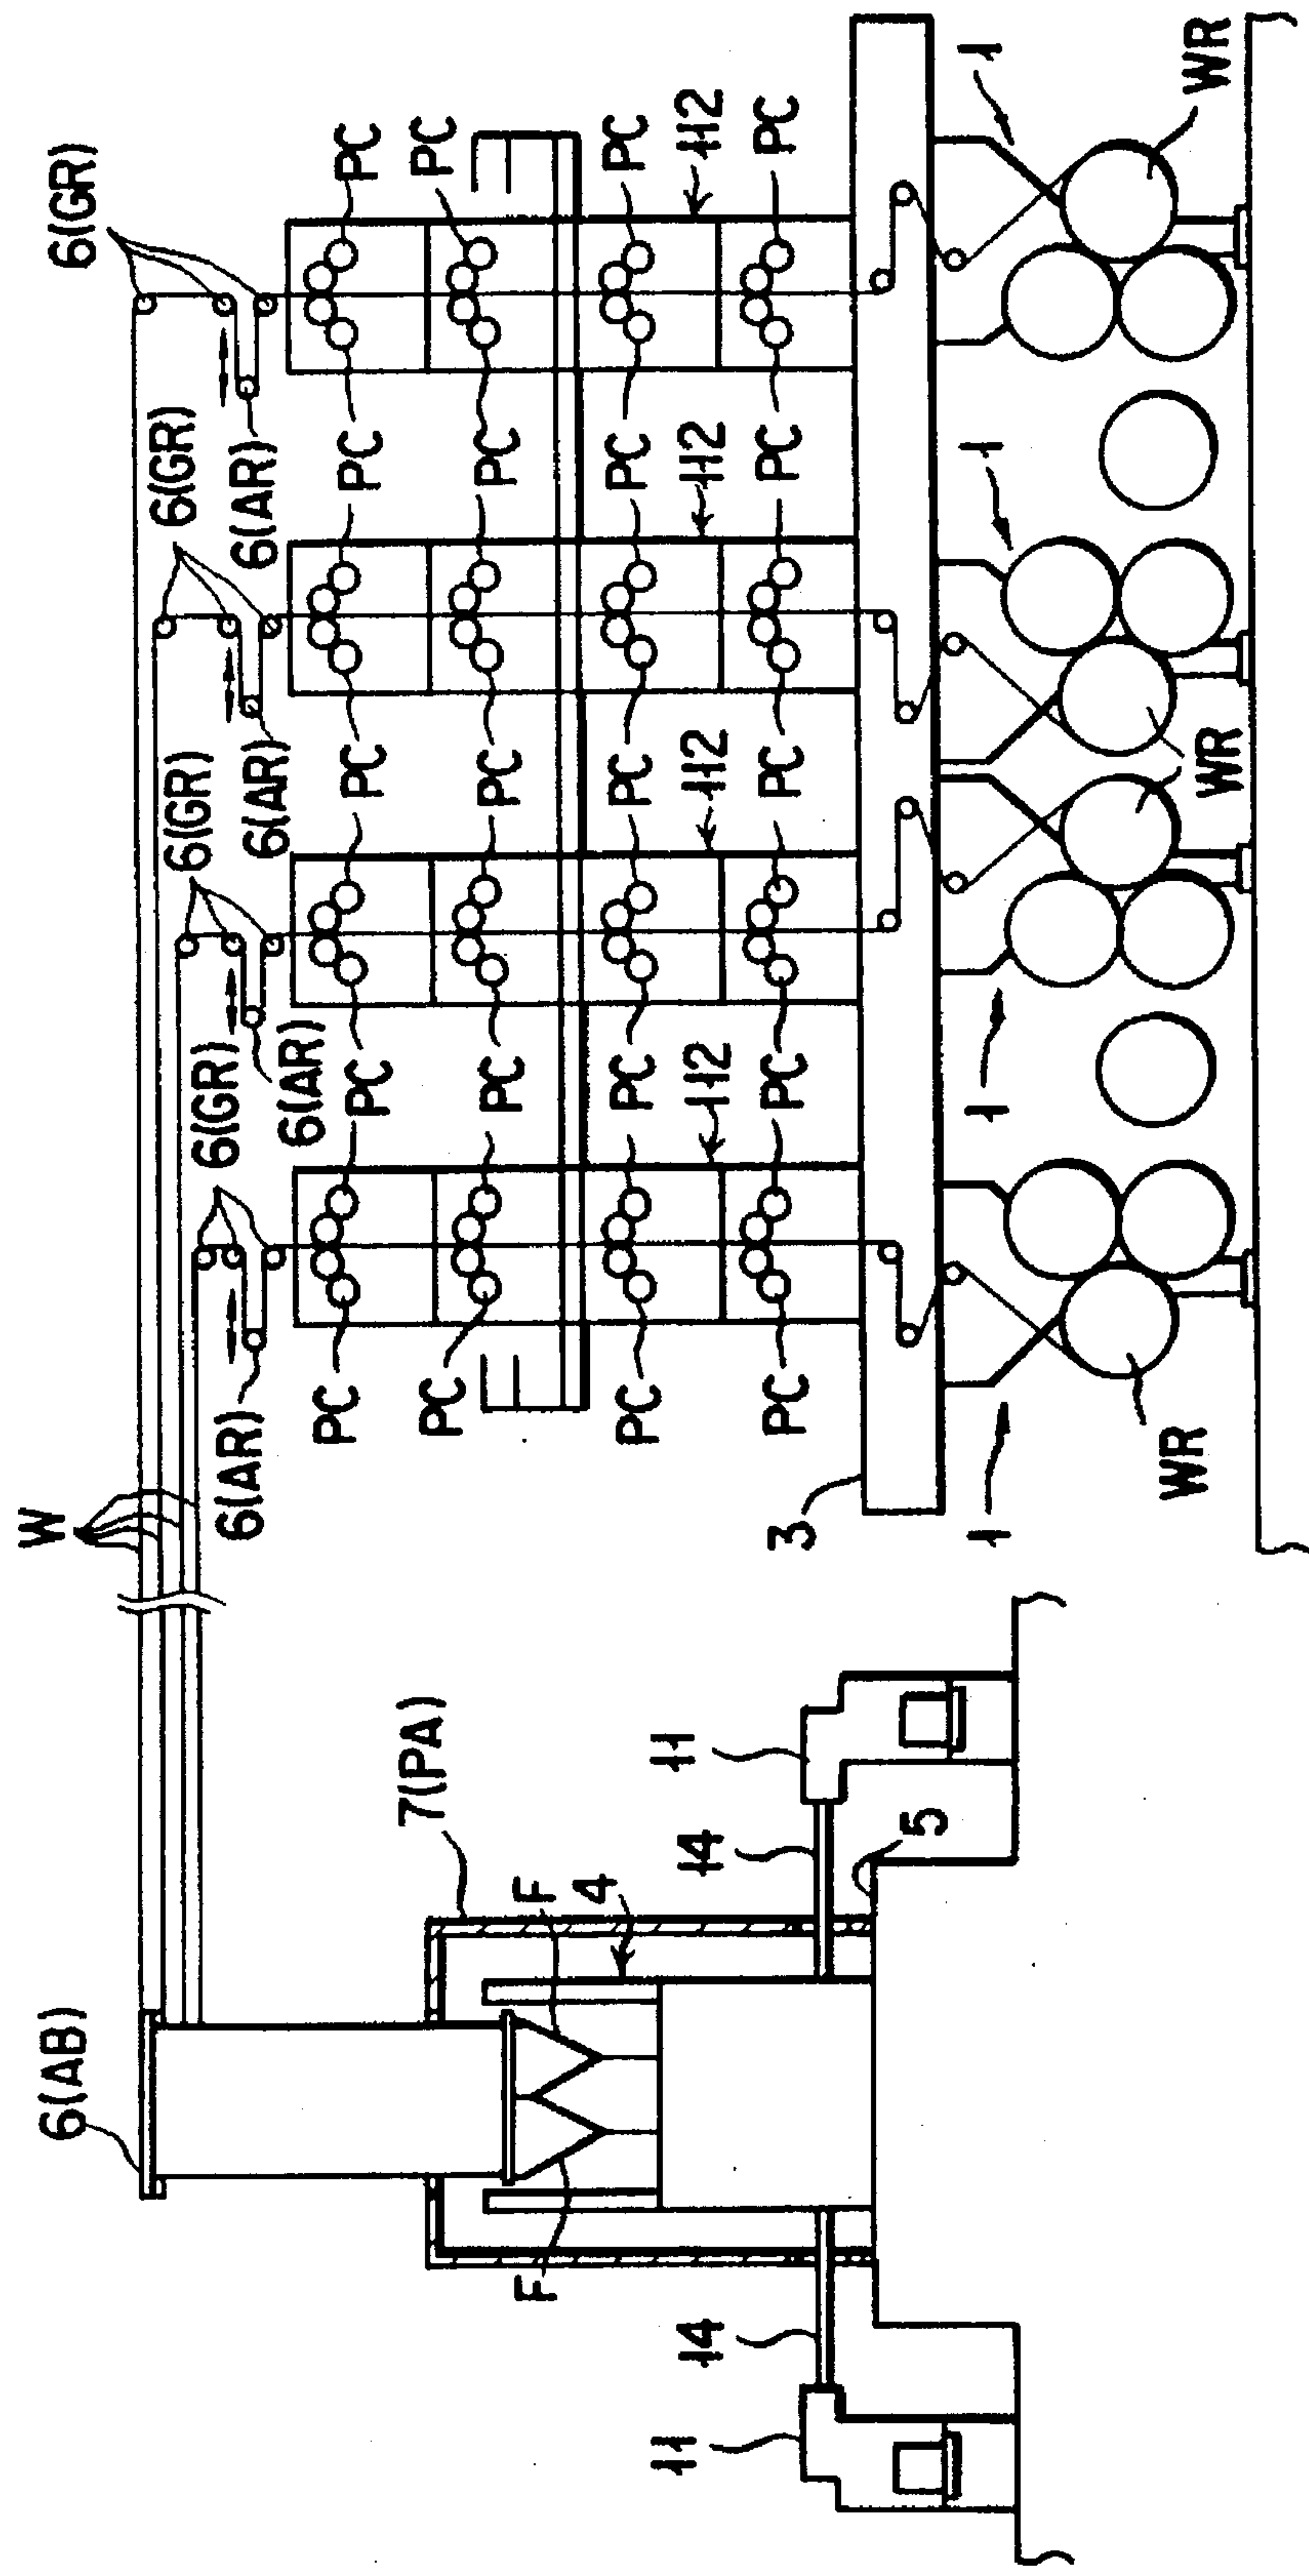 6(AB)
W
6(GR)
6(GR)
6(GR)
6(GR)
6(AR)
6(AR)
6(AR)
6(AR)
PC PC PC PC PC
7(PA)
PC PC PC PC PC
F F 4
PC PC PC PC PC
112 112 112 112
11 14 14 11
PC PC PC PC PC
3
5
1 1 1 1
WR WR WR